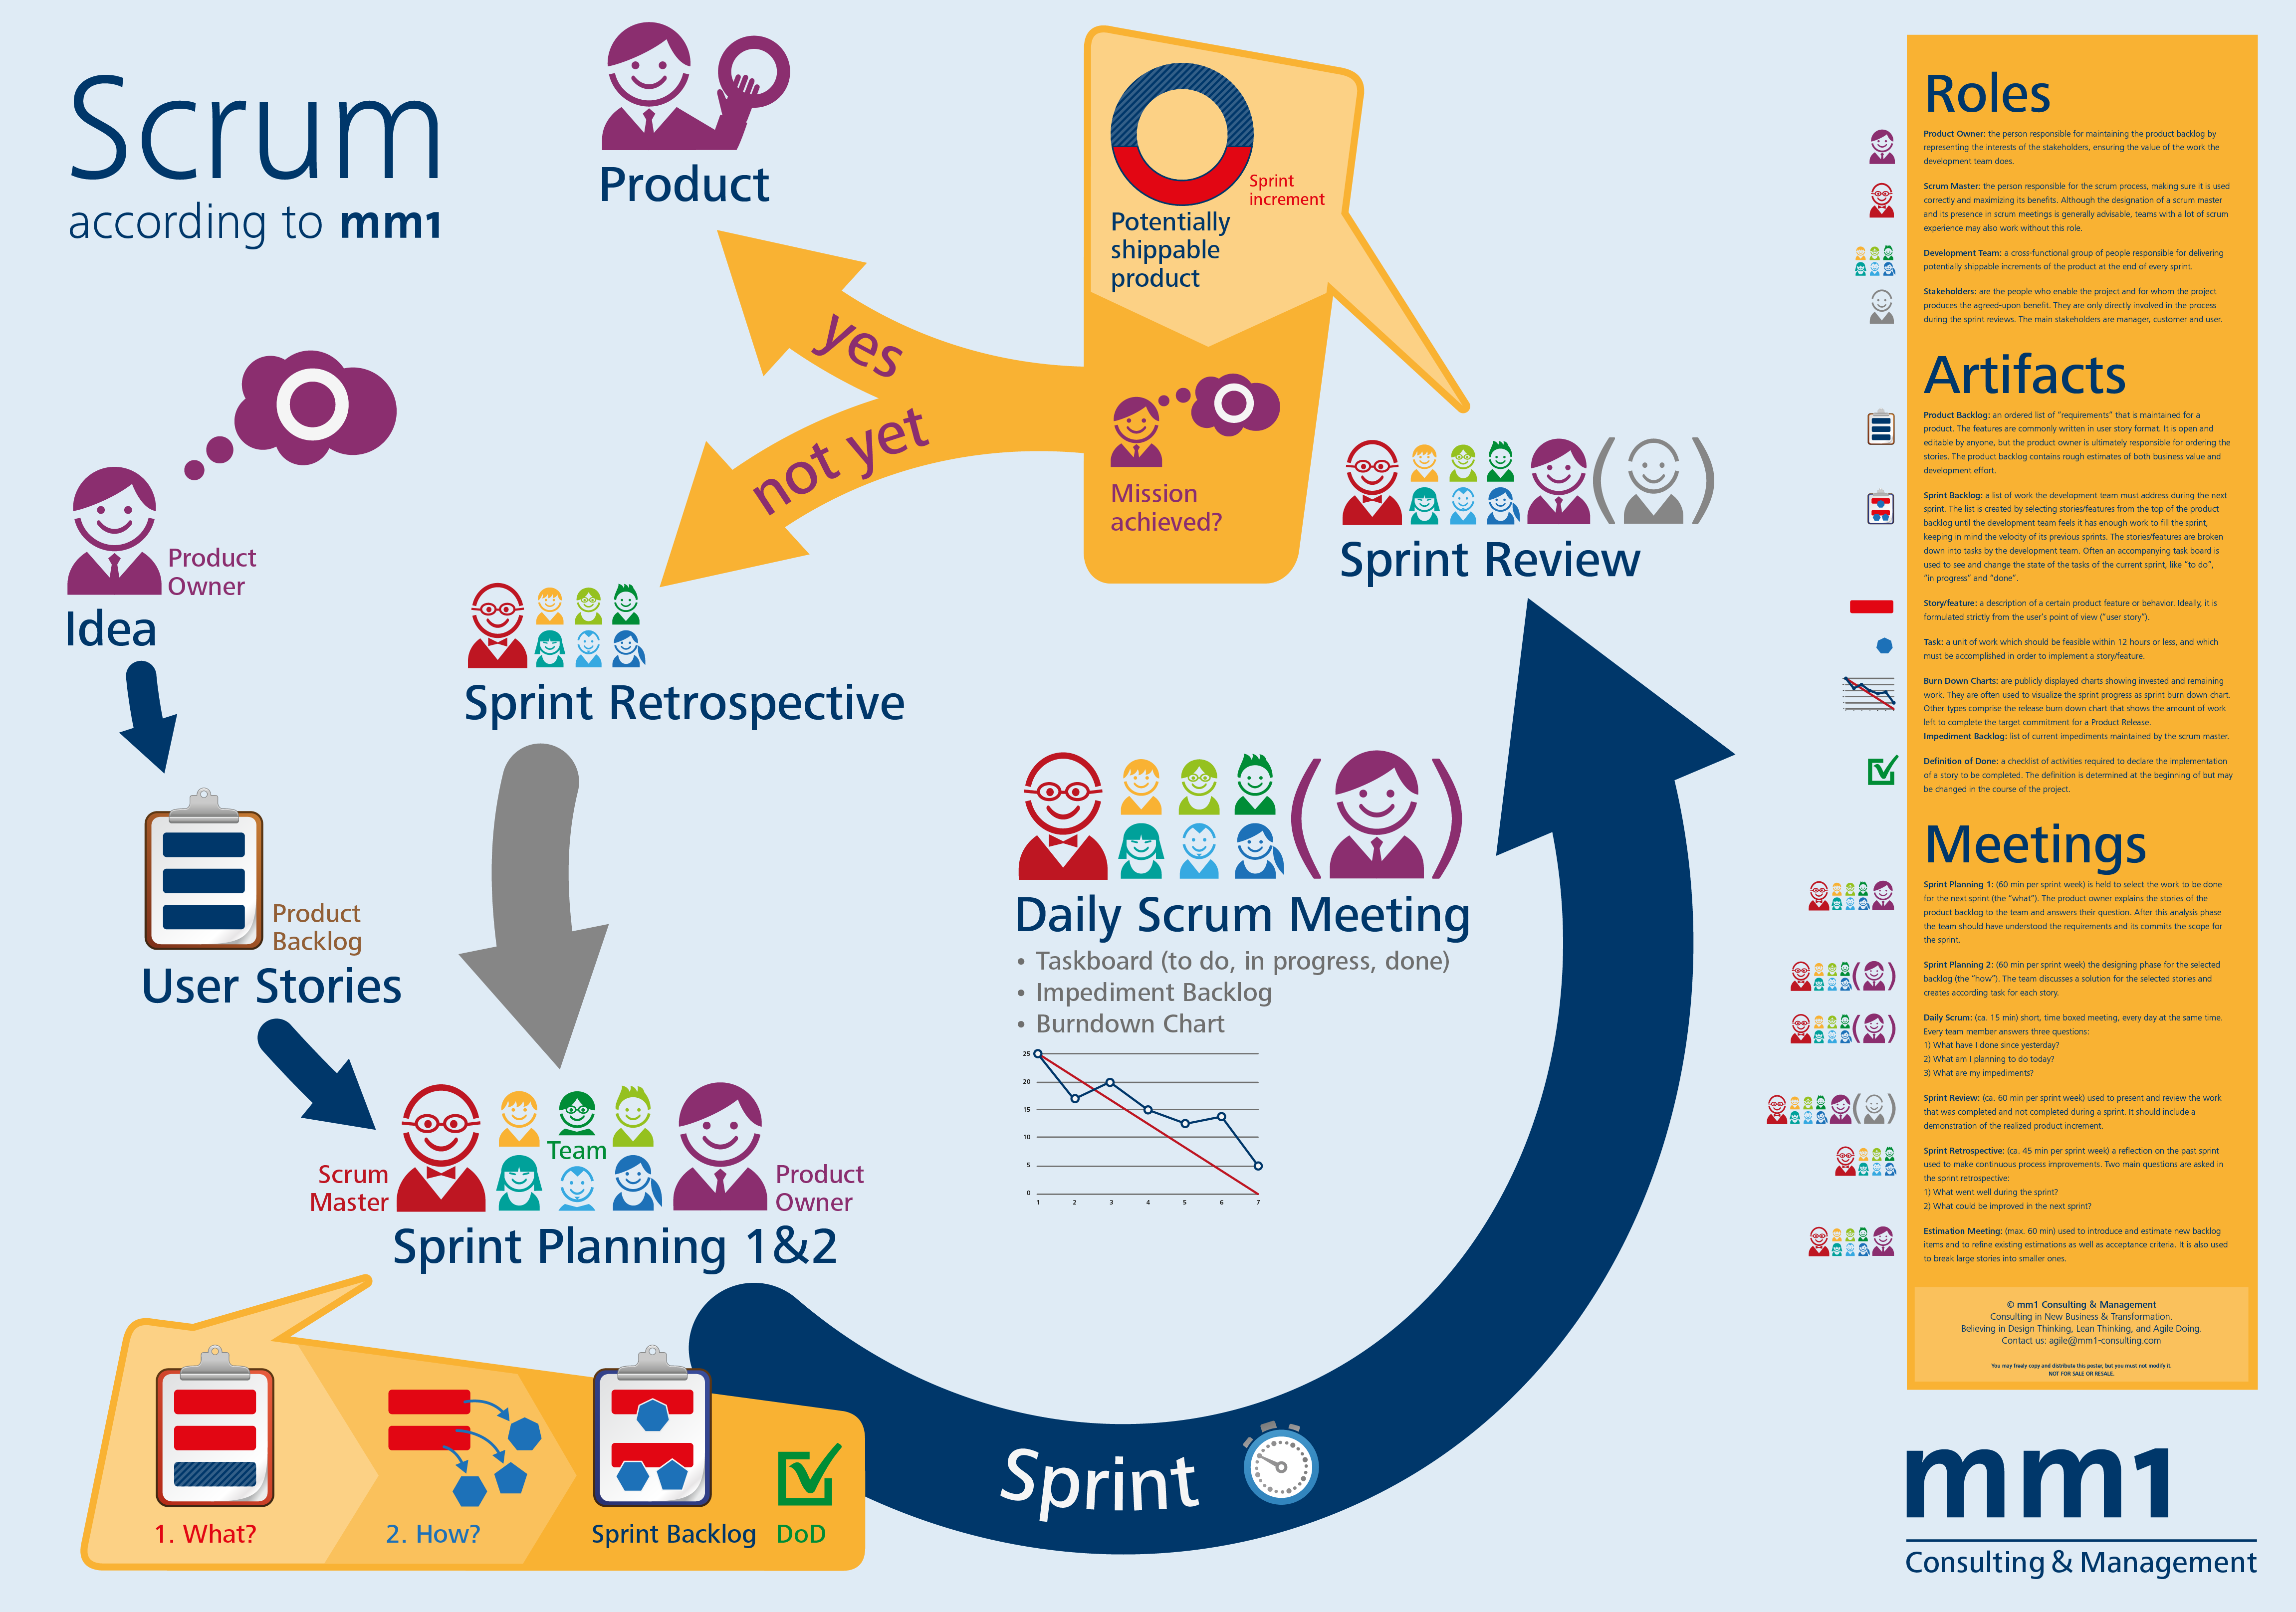 Scrum
according to mm1
Product
Potentially
shippable
product
Sprint
increment
yes
not yet
Mission
achieved?
Product
Owner
Idea
Sprint Review
Sprint Retrospective
Product
Backlog
User Stories
Daily Scrum Meeting
• Taskboard (to do, in progress, done)
• Impediment Backlog
• Burndown Chart
25
20
15
10
5
0
1 2 3 4 5 6 7
Scrum
Master
Team
Product
Owner
Sprint Planning 1&2
1. What?
2. How?
Sprint Backlog
DoD
Sprint
Roles
Product Owner: the person responsible for maintaining the product backlog by
representing the interests of the stakeholders, ensuring the value of the work the
development team does.
Scrum Master: the person responsible for the scrum process, making sure it is used
correctly and maximizing its benefits. Although the designation of a scrum master
and its presence in scrum meetings is generally advisable, teams with a lot of scrum
experience may also work without this role.
Development Team: a cross-functional group of people responsible for delivering
potentially shippable increments of the product at the end of every sprint.
Stakeholders: are the people who enable the project and for whom the project
produces the agreed-upon benefit. They are only directly involved in the process
during the sprint reviews. The main stakeholders are manager, customer and user.
Artifacts
Product Backlog: an ordered list of "requirements" that is maintained for a
product. The features are commonly written in user story format. It is open and
editable by anyone, but the product owner is ultimately responsible for ordering the
stories. The product backlog contains rough estimates of both business value and
development effort.
Sprint Backlog: a list of work the development team must address during the next
sprint. The list is created by selecting stories/features from the top of the product
backlog until the development team feels it has enough work to fill the sprint,
keeping in mind the velocity of its previous sprints. The stories/features are broken
down into tasks by the development team. Often an accompanying task board is
used to see and change the state of the tasks of the current sprint, like "to do",
"in progress" and "done".
Story/feature: a description of a certain product feature or behavior. Ideally, it is
formulated strictly from the user's point of view ("user story").
Task: a unit of work which should be feasible within 12 hours or less, and which
must be accomplished in order to implement a story/feature.
Burn Down Charts: are publicly displayed charts showing invested and remaining
work. They are often used to visualize the sprint progress as sprint burn down chart.
Other types comprise the release burn down chart that shows the amount of work
left to complete the target commitment for a Product Release.
Impediment Backlog: list of current impediments maintained by the scrum master.
Definition of Done: a checklist of activities required to declare the implementation
of a story to be completed. The definition is determined at the beginning of but may
be changed in the course of the project.
Meetings
Sprint Planning 1: (60 min per sprint week) is held to select the work to be done
for the next sprint (the "what"). The product owner explains the stories of the
product backlog to the team and answers their question. After this analysis phase
the team should have understood the requirements and its commits the scope for
the sprint.
Sprint Planning 2: (60 min per sprint week) the designing phase for the selected
backlog (the "how"). The team discusses a solution for the selected stories and
creates according task for each story.
Daily Scrum: (ca. 15 min) short, time boxed meeting, every day at the same time.
Every team member answers three questions:
1) What have I done since yesterday?
2) What am I planning to do today?
3) What are my impediments?
Sprint Review: (ca. 60 min per sprint week) used to present and review the work
that was completed and not completed during a sprint. It should include a
demonstration of the realized product increment.
Sprint Retrospective: (ca. 45 min per sprint week) a reflection on the past sprint
used to make continuous process improvements. Two main questions are asked in
the sprint retrospective:
1) What went well during the sprint?
2) What could be improved in the next sprint?
Estimation Meeting: (max. 60 min) used to introduce and estimate new backlog
items and to refine existing estimations as well as acceptance criteria. It is also used
to break large stories into smaller ones.
© mm1 Consulting & Management
Consulting in New Business & Transformation.
Believing in Design Thinking, Lean Thinking, and Agile Doing.
Contact us: agile@mm1-consulting.com
You may freely copy and distribute this poster, but you must not modify it.
NOT FOR SALE OR RESALE.
mm1
Consulting & Management